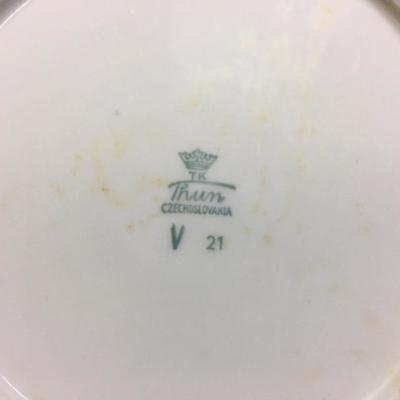 TK
Thun
CZECHOSLOVAKIA
V 21